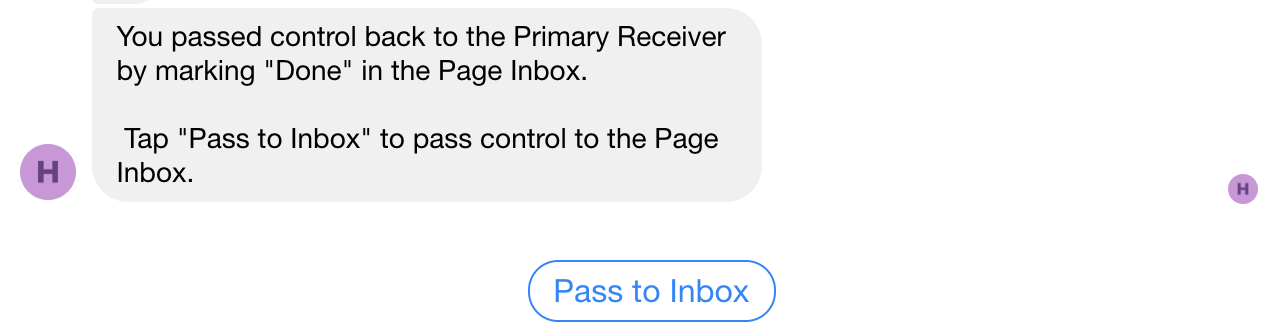 You passed control back to the Primary Receiver
by marking "Done" in the Page Inbox.
Tap "Pass to Inbox" to pass control to the Page
Inbox.
H
H
Pass to Inbox